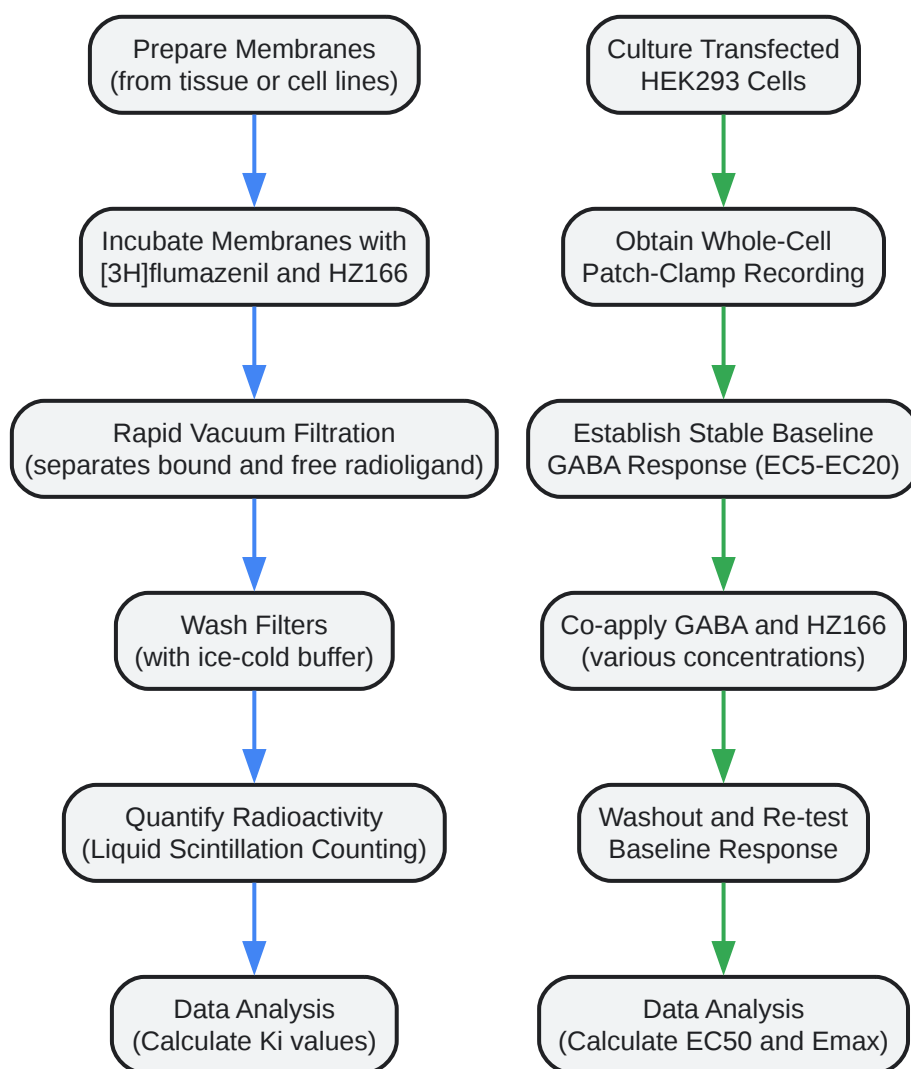 Prepare Membranes
(from tissue or cell lines)
Incubate Membranes with
[3H]flumazenil and HZ166
Rapid Vacuum Filtration
(separates bound and free radioligand)
Wash Filters
(with ice-cold buffer)
Quantify Radioactivity
(Liquid Scintillation Counting)
Data Analysis
(Calculate Ki values)
Culture Transfected
HEK293 Cells
Obtain Whole-Cell
Patch-Clamp Recording
Establish Stable Baseline
GABA Response (EC5-EC20)
Co-apply GABA and HZ166
(various concentrations)
Washout and Re-test
Baseline Response
Data Analysis
(Calculate EC50 and Emax)